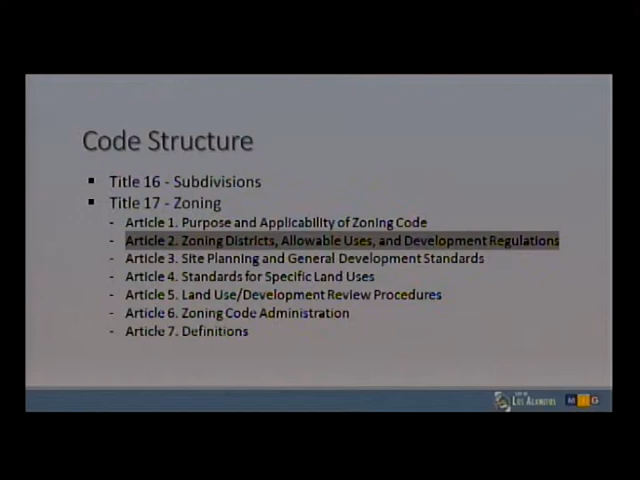 Code Structure
▪ Title 16 - Subdivisions
▪ Title 17 - Zoning
- Article 1. Purpose and Applicability of Zoning Code
- Article 2. Zoning Districts, Allowable Uses, and Development Regulations
- Article 3. Site Planning and General Development Standards
- Article 4. Standards for Specific Land Uses
- Article 5. Land Use/Development Review Procedures
- Article 6. Zoning Code Administration
- Article 7. Definitions
Los Alamitos
M I G